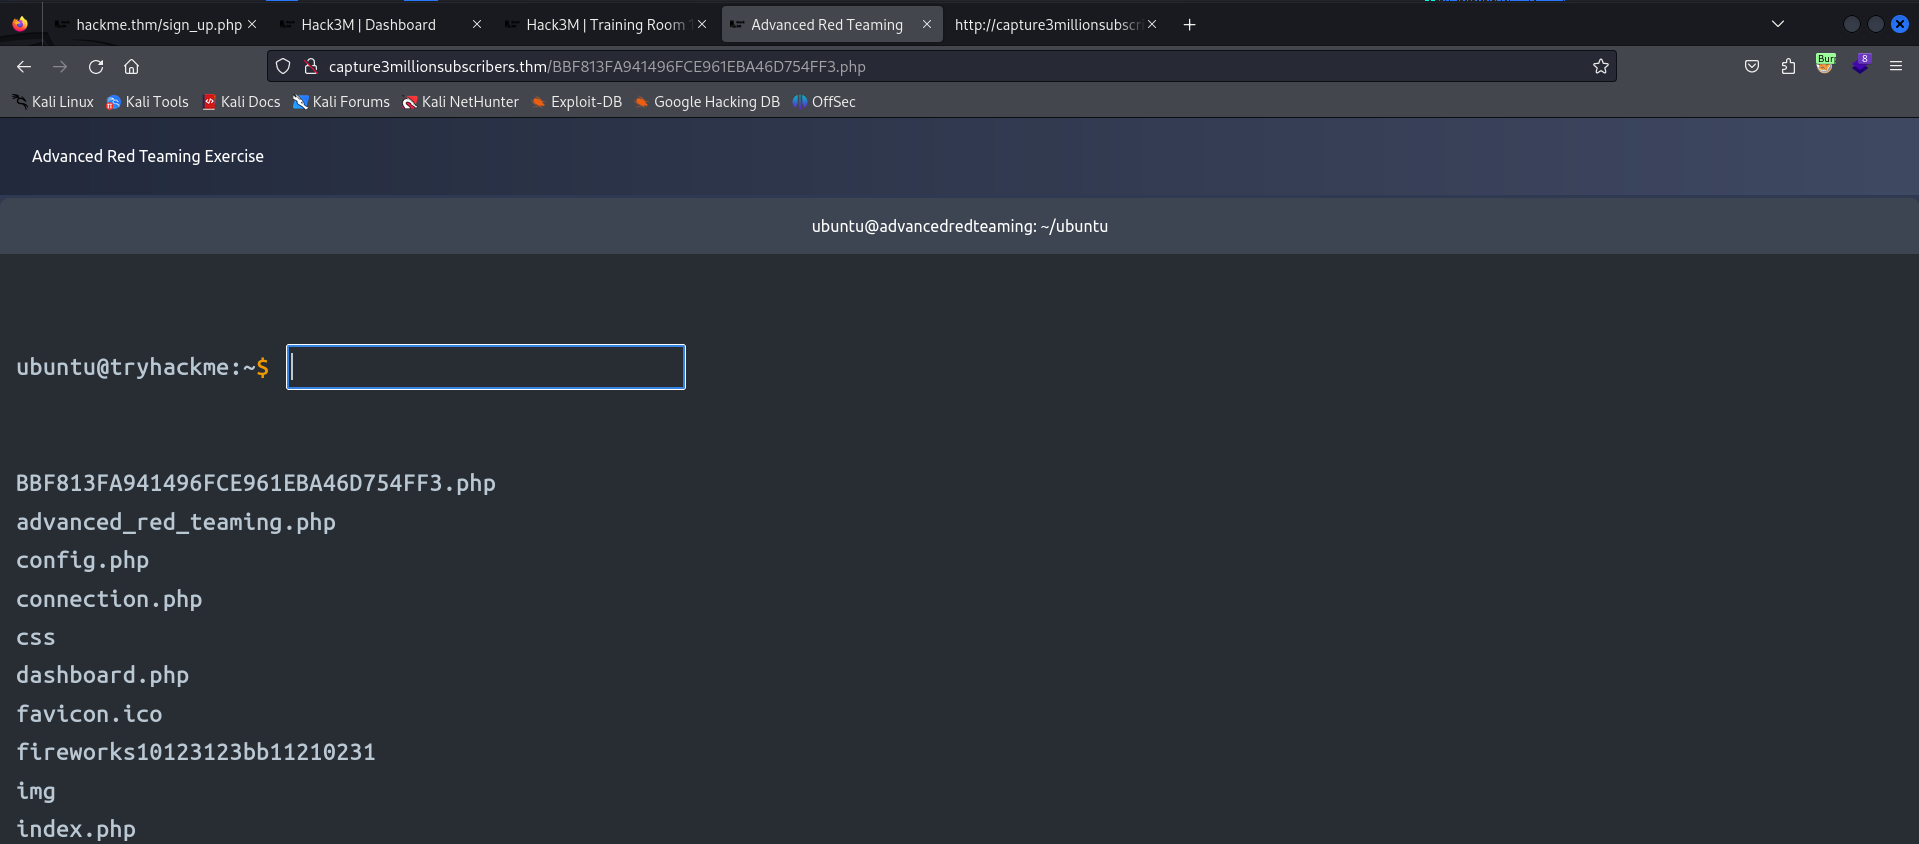 hackme.thm/sign_up.php
Hack3M | Dashboard
Hack3M | Training Room
Advanced Red Teaming
http://capture3millionsubscri
capture3millionsubscribers.thm/BBF813FA941496FCE961EBA46D754FF3.php
8
Kali Linux
Kali Tools
Kali Docs
Kali Forums
Kali NetHunter
Exploit-DB
Google Hacking DB
OffSec
Advanced Red Teaming Exercise
ubuntu@advancedredteaming: ~/ubuntu
ubuntu@tryhackme:~$
BBF813FA941496FCE961EBA46D754FF3.php
advanced_red_teaming.php
config.php
connection.php
css
dashboard.php
favicon.ico
fireworks10123123bb11210231
img
index.php